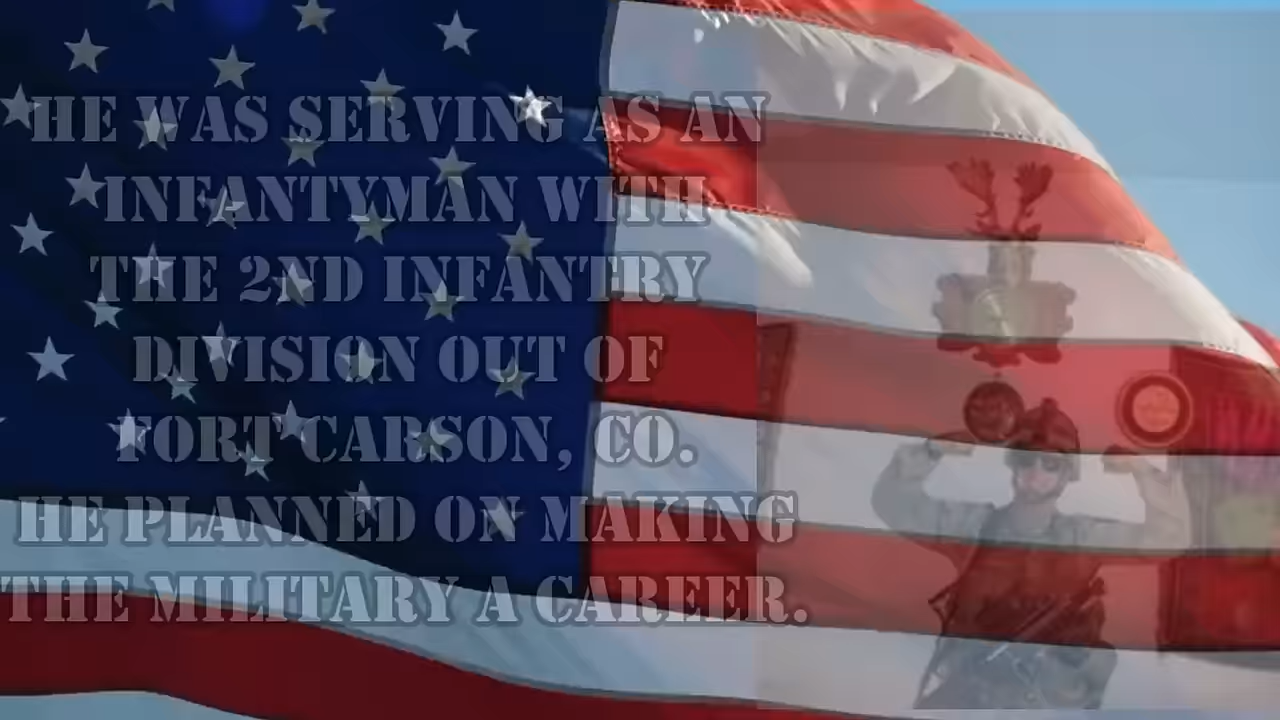 HE WAS SERVING AS AN
INFANTYMAN WITH
THE 2ND INFANTRY
DIVISION OUT OF
FORT CARSON, CO.
HE PLANNED ON MAKING
THE MILITARY A CAREER.